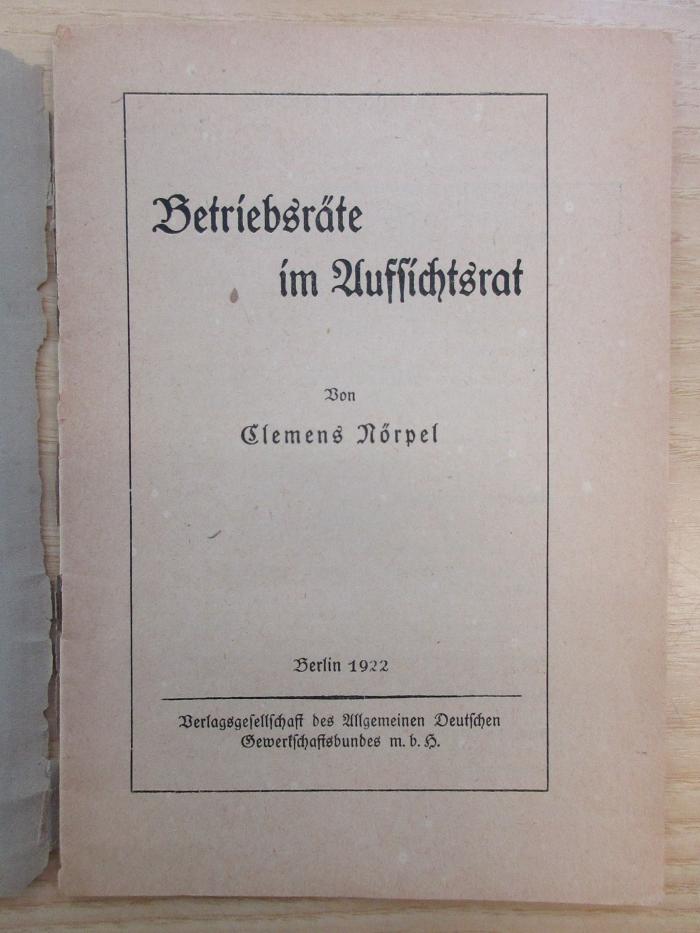 Betriebsräte
im Aufſichtsrat
Von
Clemens Nörpel
Berlin 1922
Verlagsgeſellſchaft des Allgemeinen Deutſchen
Gewerkſchaftsbundes m. b. H.